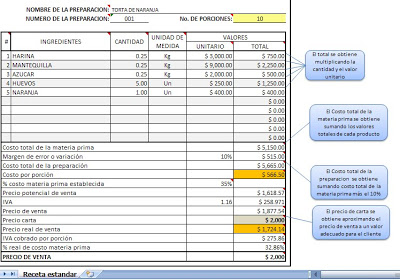 NOMBRE DE LA PREPARACION: TORTA DE NARANJA
NUMERO DE LA PREPARACION: 001 No. DE PORCIONES: 10
# INGREDIENTES CANTIDAD UNIDAD DE MEDIDA VALORES
UNITARIO TOTAL
1 HARINA 0.25 Kg $ 3,000.00 $ 750.00
2 MANTEQUILLA 0.25 Kg $ 9,000.00 $ 2,250.00
3 AZUCAR 0.25 Kg $ 2,000.00 $ 500.00
4 HUEVOS 5.00 Un $ 250.00 $ 1,250.00
5 NARANJA 1.00 Un $ 400.00 $ 400.00
$ 0.00
$ 0.00
$ 0.00
$ 0.00
Costo total de la materia prima $ 5,150.00
Margen de error o variación 10% $ 515.00
Costo total de la preparación $ 5,665.00
Costo por porción $ 566.50
% costo materia prima establecida 35%
Precio potencial de venta $ 1,618.57
IVA 1.16 $ 258.971
Precio de venta $ 1,877.54
Precio carta $ 2,000
Precio real de venta $ 1,724.14
IVA cobrado por porción $ 275.86
% real de costo materia prima 32.86%
PRECIO DE VENTA $ 2,000
El total se obtiene
multiplicando la
cantidad y el valor
unitario
El Costo total de la
materia prima se obtiene
sumando los valores
totales de cada producto
El Costo total de la
preparacion se obtiene
sumando costo total de la
materia prima más el 10%
El precio de carta se
obtiene aproximando el
precio de venta a un valor
adecuado para el cliente
Receta estandar